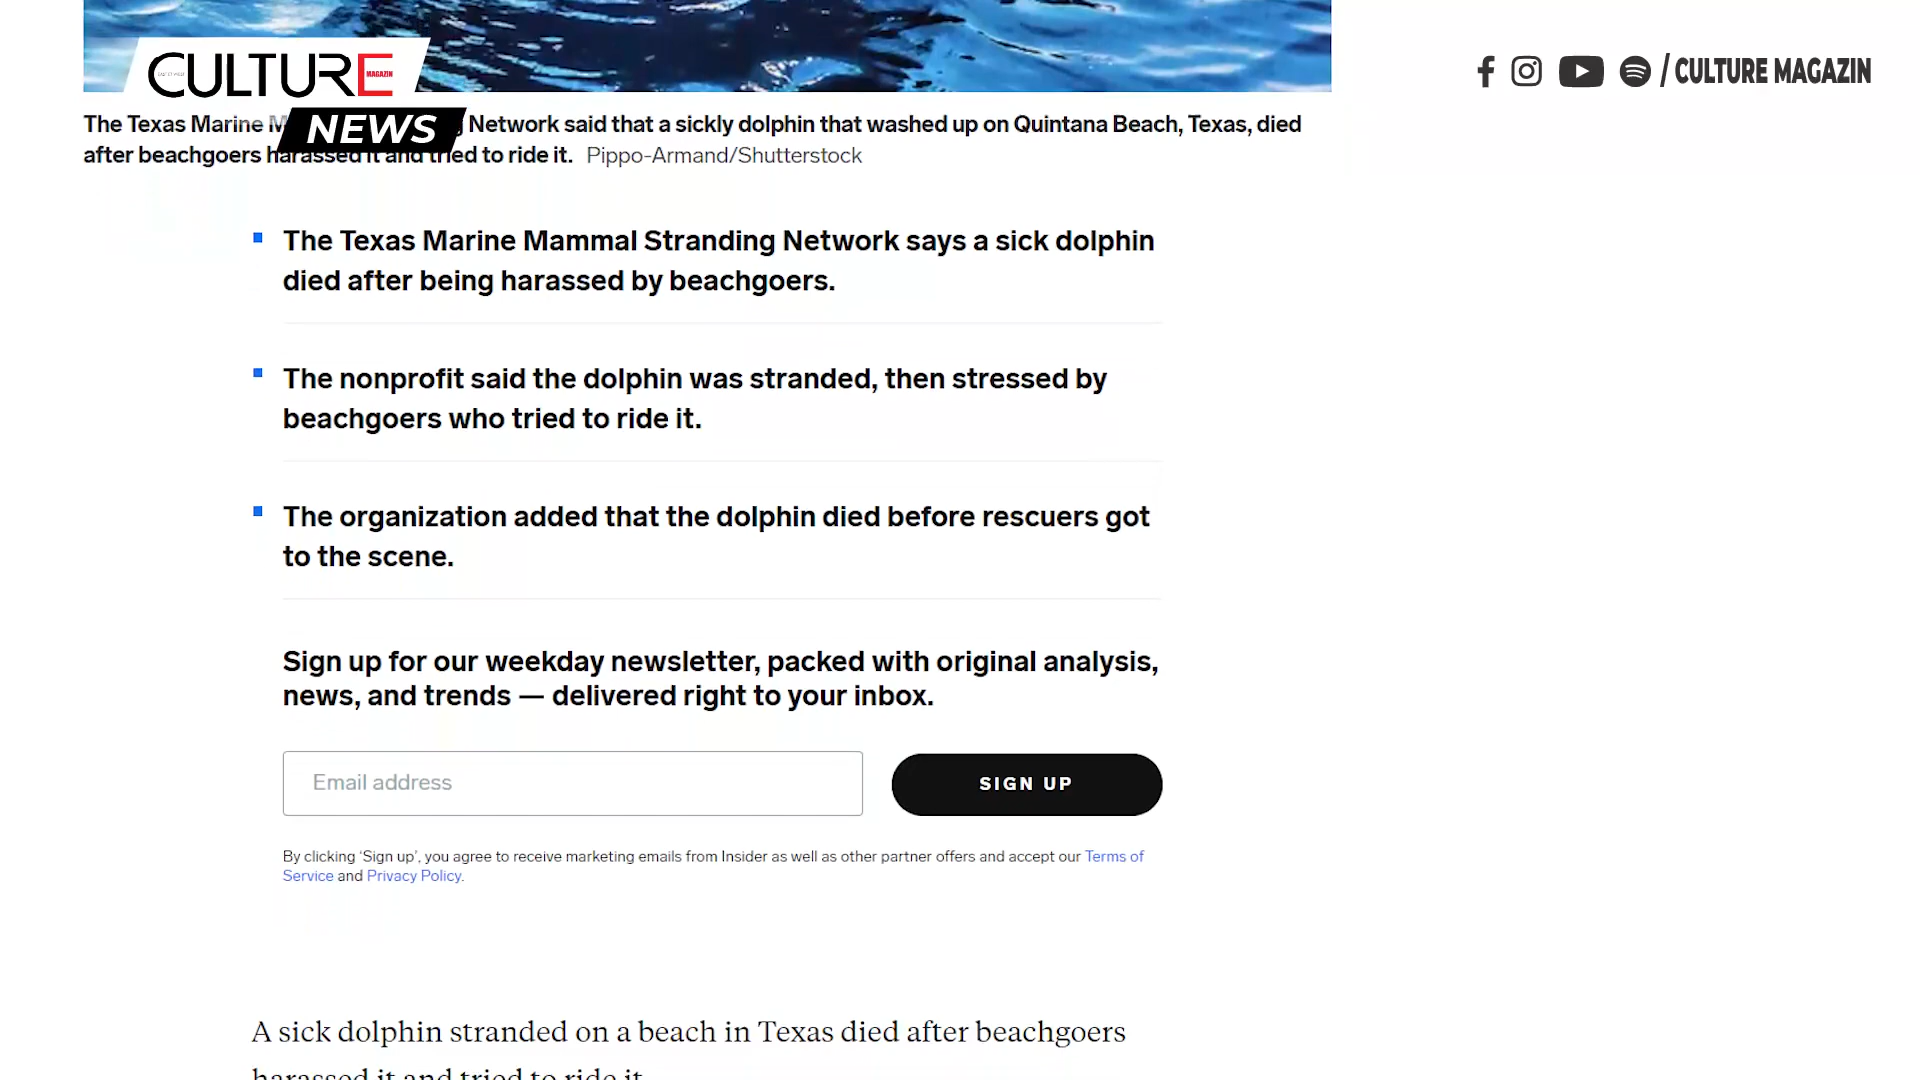 CULTURE
MAGAZIN
NEWS
/ CULTURE MAGAZIN
The Texas Marine M Network said that a sickly dolphin that washed up on Quintana Beach, Texas, died
after beachgoers harassed it and tried to ride it. Pippo-Armand/Shutterstock
The Texas Marine Mammal Stranding Network says a sick dolphin
died after being harassed by beachgoers.
The nonprofit said the dolphin was stranded, then stressed by
beachgoers who tried to ride it.
The organization added that the dolphin died before rescuers got
to the scene.
Sign up for our weekday newsletter, packed with original analysis,
news, and trends — delivered right to your inbox.
Email address
SIGN UP
By clicking ‘Sign up’, you agree to receive marketing emails from Insider as well as other partner offers and accept our Terms of
Service and Privacy Policy.
A sick dolphin stranded on a beach in Texas died after beachgoers
harassed it and tried to ride it